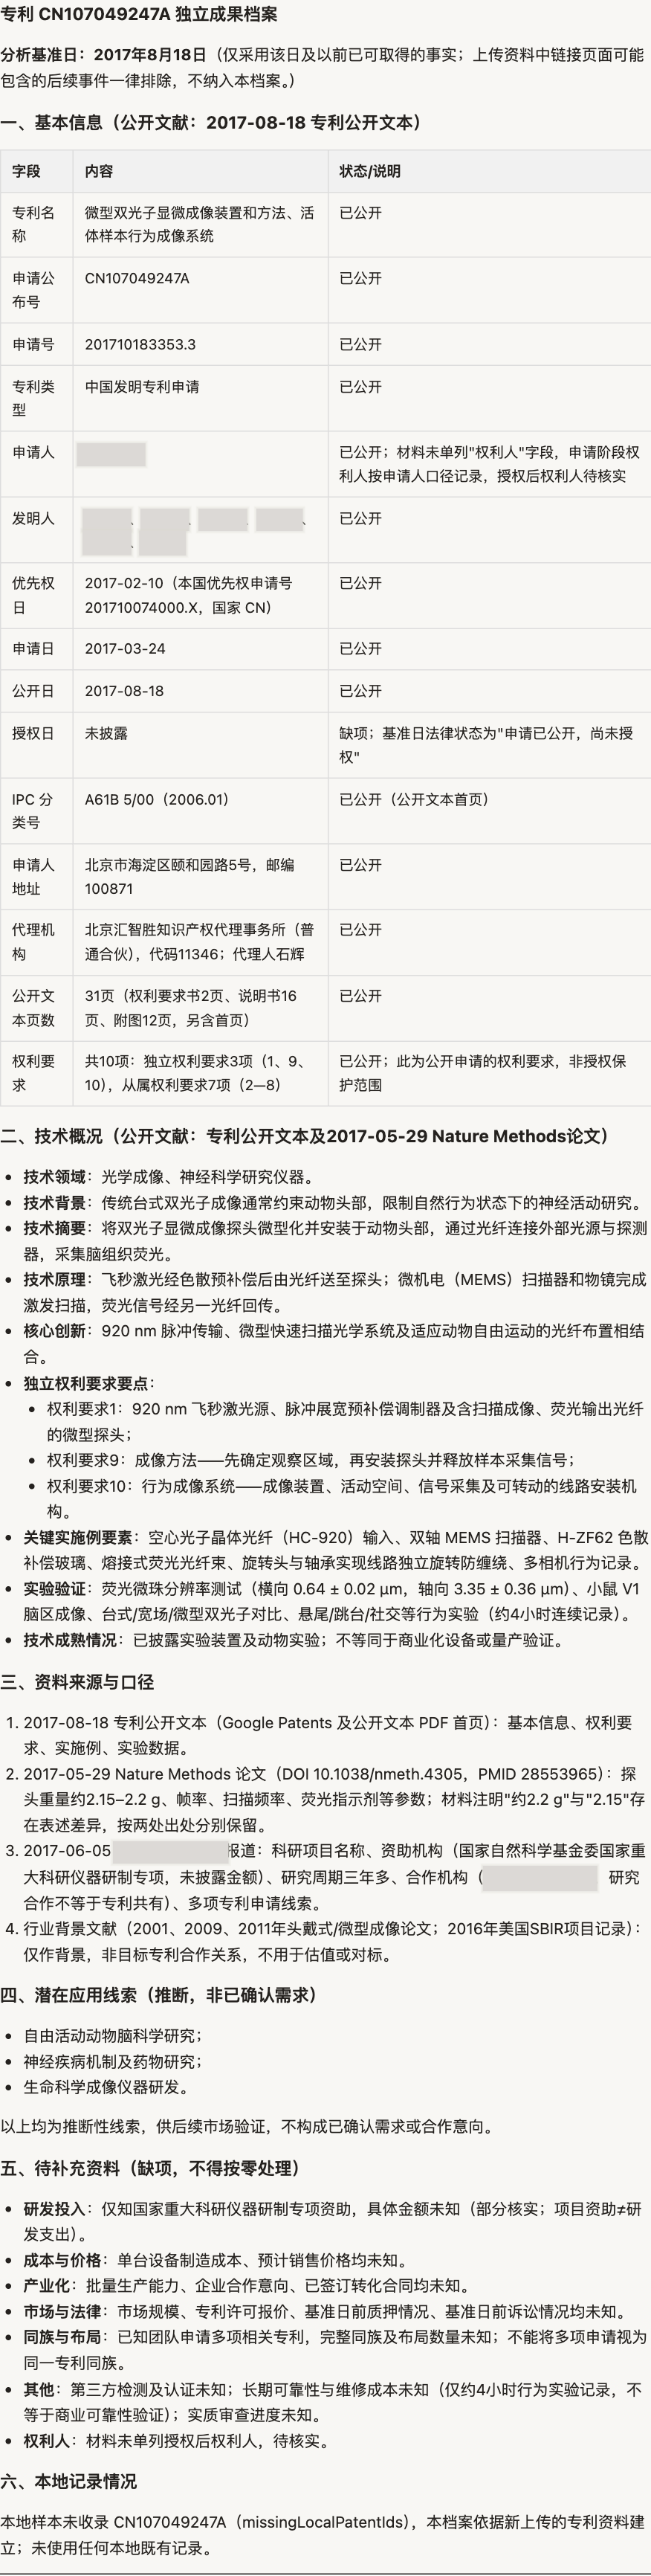 专利 CN107049247A 独立成果档案
分析基准日：2017年8月18日（仅采用该日及以前已可取得的事实；上传资料中链接页面可能
包含的后续事件一律排除，不纳入本档案。）
一、基本信息（公开文献：2017-08-18 专利公开文本）
字段 内容 状态/说明
专利名 微型双光子显微成像装置和方法、活 已公开
称 体样本行为成像系统
申请公 CN107049247A 已公开
布号
申请号 201710183353.3 已公开
专利类 中国发明专利申请 已公开
型
申请人 已公开；材料未单列"权利人"字段，申请阶段权
利人按申请人口径记录，授权后权利人待核实
发明人 、 、 已公开
、
优先权 2017-02-10（本国优先权申请号 已公开
日 201710074000.X，国家 CN）
申请日 2017-03-24 已公开
公开日 2017-08-18 已公开
授权日 未披露 缺项；基准日法律状态为"申请已公开，尚未授
权"
IPC 分 A61B 5/00（2006.01） 已公开（公开文本首页）
类号
申请人 北京市海淀区颐和园路5号，邮编 已公开
地址 100871
代理机 北京汇智胜知识产权代理事务所（普 已公开
构 通合伙），代码11346；代理人石辉
公开文 31页（权利要求书2页、说明书16 已公开
本页数 页、附图12页，另含首页）
权利要 共10项：独立权利要求3项（1、9、 已公开；此为公开申请的权利要求，非授权保
求 10），从属权利要求7项（2—8） 护范围
二、技术概况（公开文献：专利公开文本及2017-05-29 Nature Methods论文）
• 技术领域：光学成像、神经科学研究仪器。
• 技术背景：传统台式双光子成像通常约束动物头部，限制自然行为状态下的神经活动研究。
• 技术摘要：将双光子显微成像探头微型化并安装于动物头部，通过光纤连接外部光源与探测
器，采集脑组织荧光。
• 技术原理：飞秒激光经色散预补偿后由光纤送至探头；微机电（MEMS）扫描器和物镜完成
激发扫描，荧光信号经另一光纤回传。
• 核心创新：920 nm 脉冲传输、微型快速扫描光学系统及适应动物自由运动的光纤布置相结
合。
• 独立权利要求要点：
• 权利要求1：920 nm 飞秒激光源、脉冲展宽预补偿调制器及含扫描成像、荧光输出光纤
的微型探头；
• 权利要求9：成像方法——先确定观察区域，再安装探头并释放样本采集信号；
• 权利要求10：行为成像系统——成像装置、活动空间、信号采集及可转动的线路安装机
构。
• 关键实施例要素：空心光子晶体光纤（HC-920）输入、双轴 MEMS 扫描器、H-ZF62 色散
补偿玻璃、熔接式荧光光纤束、旋转头与轴承实现线路独立旋转防缠绕、多相机行为记录。
• 实验验证：荧光微珠分辨率测试（横向 0.64 ± 0.02 μm，轴向 3.35 ± 0.36 μm）、小鼠 V1
脑区成像、台式/宽场/微型双光子对比、悬尾/跳台/社交等行为实验（约4小时连续记录）。
• 技术成熟情况：已披露实验装置及动物实验；不等同于商业化设备或量产验证。
三、资料来源与口径
1. 2017-08-18 专利公开文本（Google Patents 及公开文本 PDF 首页）：基本信息、权利要
求、实施例、实验数据。
2. 2017-05-29 Nature Methods 论文（DOI 10.1038/nmeth.4305，PMID 28553965）：探
头重量约2.15–2.2 g、帧率、扫描频率、荧光指示剂等参数；材料注明"约2.2 g"与"2.15"存
在表述差异，按两处出处分别保留。
3. 2017-06-05 报道：科研项目名称、资助机构（国家自然科学基金委国家重
大科研仪器研制专项，未披露金额）、研究周期三年多、合作机构（ 研究
合作不等于专利共有）、多项专利申请线索。
4. 行业背景文献（2001、2009、2011年头戴式/微型成像论文；2016年美国SBIR项目记录）：
仅作背景，非目标专利合作关系，不用于估值或对标。
四、潜在应用线索（推断，非已确认需求）
• 自由活动动物脑科学研究；
• 神经疾病机制及药物研究；
• 生命科学成像仪器研发。
以上均为推断性线索，供后续市场验证，不构成已确认需求或合作意向。
五、待补充资料（缺项，不得按零处理）
• 研发投入：仅知国家重大科研仪器研制专项资助，具体金额未知（部分核实；项目资助≠研
发支出）。
• 成本与价格：单台设备制造成本、预计销售价格均未知。
• 产业化：批量生产能力、企业合作意向、已签订转化合同均未知。
• 市场与法律：市场规模、专利许可报价、基准日前质押情况、基准日前诉讼情况均未知。
• 同族与布局：已知团队申请多项相关专利，完整同族及布局数量未知；不能将多项申请视为
同一专利同族。
• 其他：第三方检测及认证未知；长期可靠性与维修成本未知（仅约4小时行为实验记录，不
等于商业可靠性验证）；实质审查进度未知。
• 权利人：材料未单列授权后权利人，待核实。
六、本地记录情况
本地样本未收录 CN107049247A（missingLocalPatentIds），本档案依据新上传的专利资料建
立；未使用任何本地既有记录。